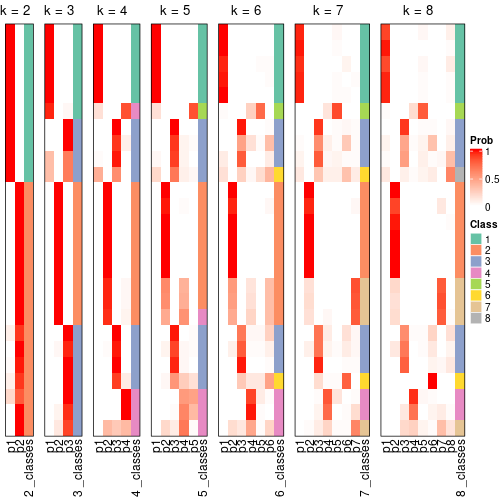 k = 2 k = 3 k = 4 k = 5 k = 6 k = 7 k = 8
Prob
1
0.5
0
Class
1
2
3
4
5
6
7
8
p1 p2 2_classes
p1 p2 p3 3_classes
p1 p2 p3 p4 4_classes
p1 p2 p3 p4 p5 5_classes
p1 p2 p3 p4 p5 p6 6_classes
p1 p2 p3 p4 p5 p6 p7 7_classes
p1 p2 p3 p4 p5 p6 p7 p8 8_classes